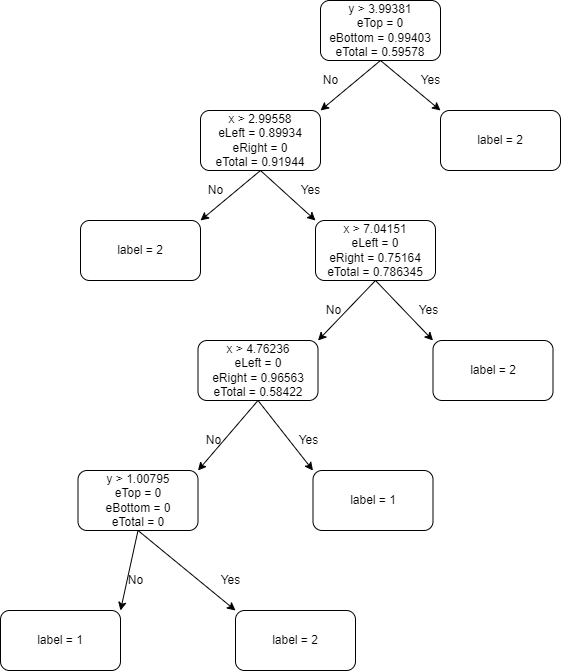 y > 3.99381
eTop = 0
eBottom = 0.99403
eTotal = 0.59578
No
Yes
x > 2.99558
eLeft = 0.89934
eRight = 0
eTotal = 0.91944
label = 2
No
Yes
label = 2
x > 7.04151
eLeft = 0
eRight = 0.75164
eTotal = 0.786345
No
Yes
x > 4.76236
eLeft = 0
eRight = 0.96563
eTotal = 0.58422
label = 2
No
Yes
y > 1.00795
eTop = 0
eBottom = 0
eTotal = 0
label = 1
No
Yes
label = 1
label = 2